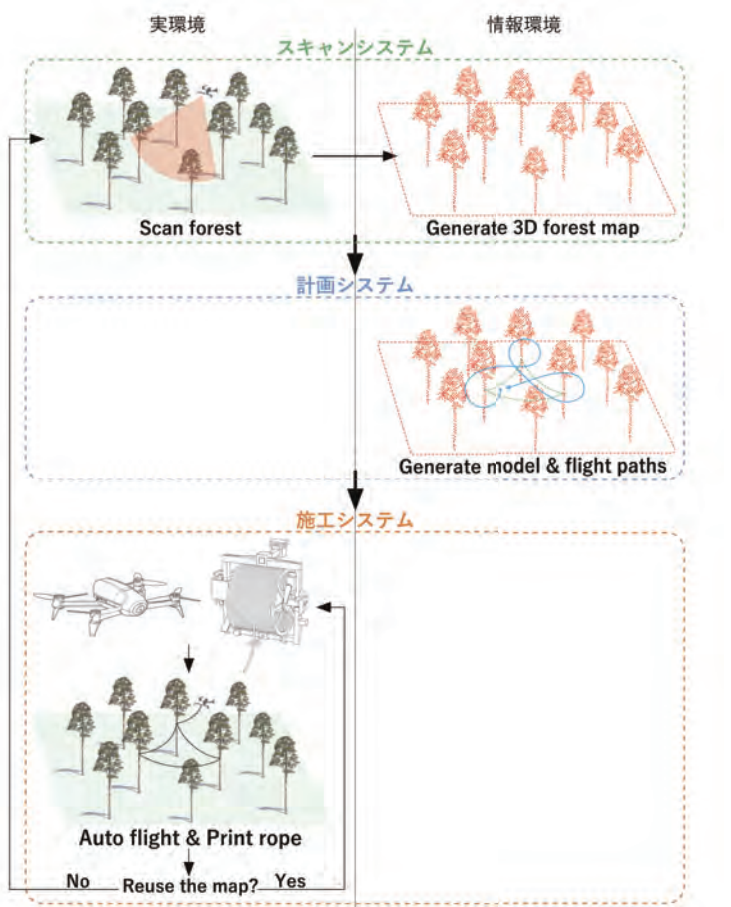 実環境
情報環境
スキャンシステム
Scan forest
Generate 3D forest map
計画システム
Generate model & flight paths
施工システム
Auto flight & Print rope
No
Reuse the map?
Yes